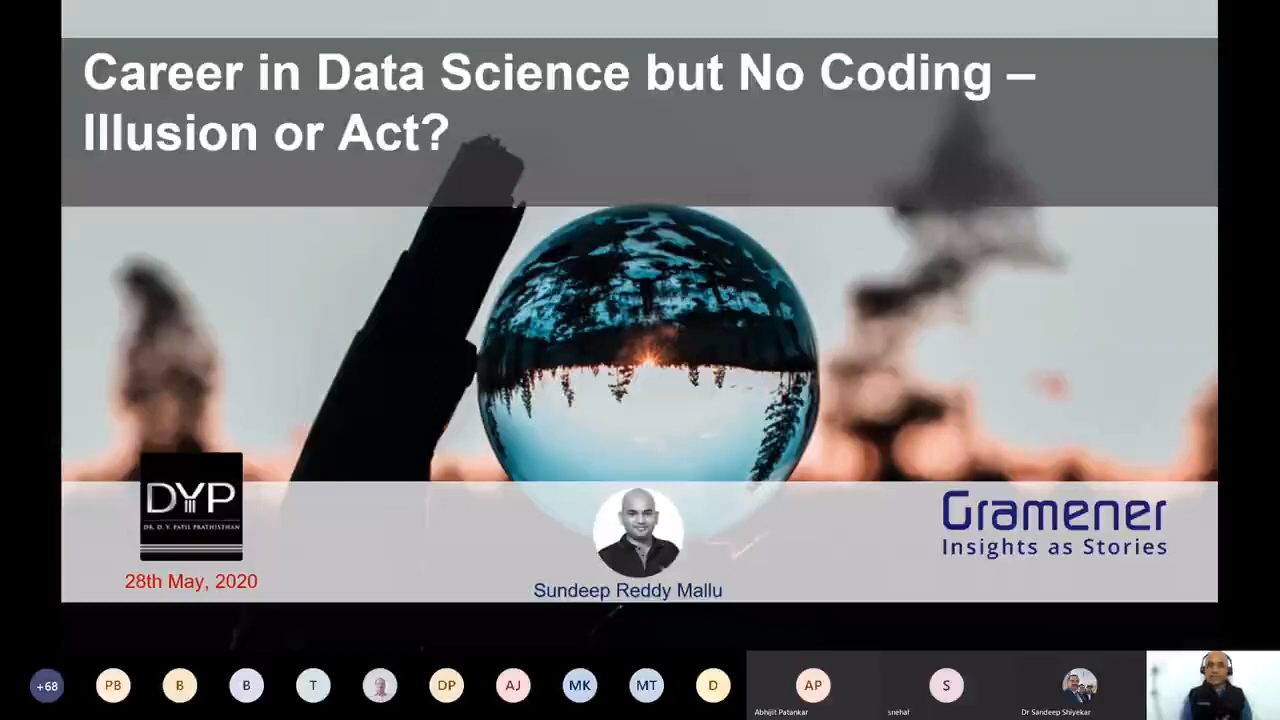 Career in Data Science but No Coding –
Illusion or Act?
DYP
DR. D. Y. PATIL PRATHISTHAN
28th May, 2020
Sundeep Reddy Mallu
Gramener
Insights as Stories
+68
PB
B
B
T
DP
AJ
MK
MT
D
AP
S
Abhijit Patankar
snehal
Dr Sandeep Shiyekar